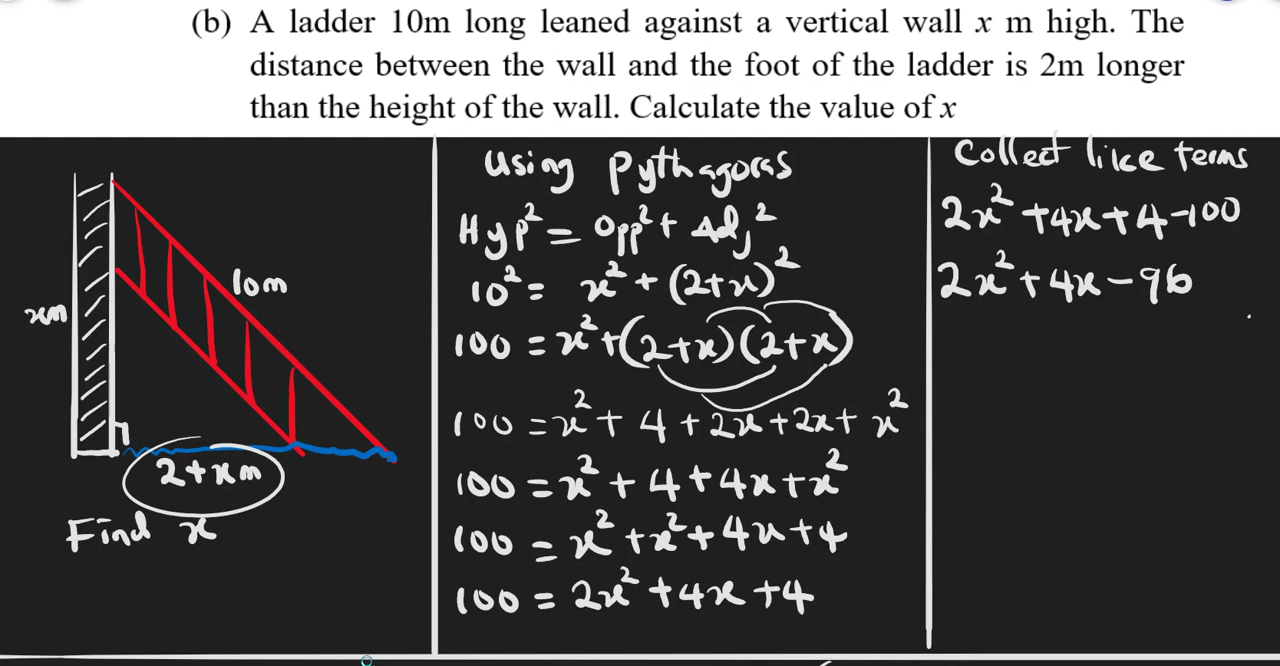 (b) A ladder 10m long leaned against a vertical wall x m high. The
distance between the wall and the foot of the ladder is 2m longer
than the height of the wall. Calculate the value of x
xm
10m
2+xm
Find x
Using Pythagoras
Hyp² = Opp² + Adj²
10² = x² + (2+x)²
100 = x² + (2+x)(2+x)
100 = x² + 4 + 2x + 2x + x²
100 = x² + 4 + 4x + x²
100 = x² + x² + 4x + 4
100 = 2x² + 4x + 4
Collect like terms
2x² + 4x + 4 - 100
2x² + 4x - 96